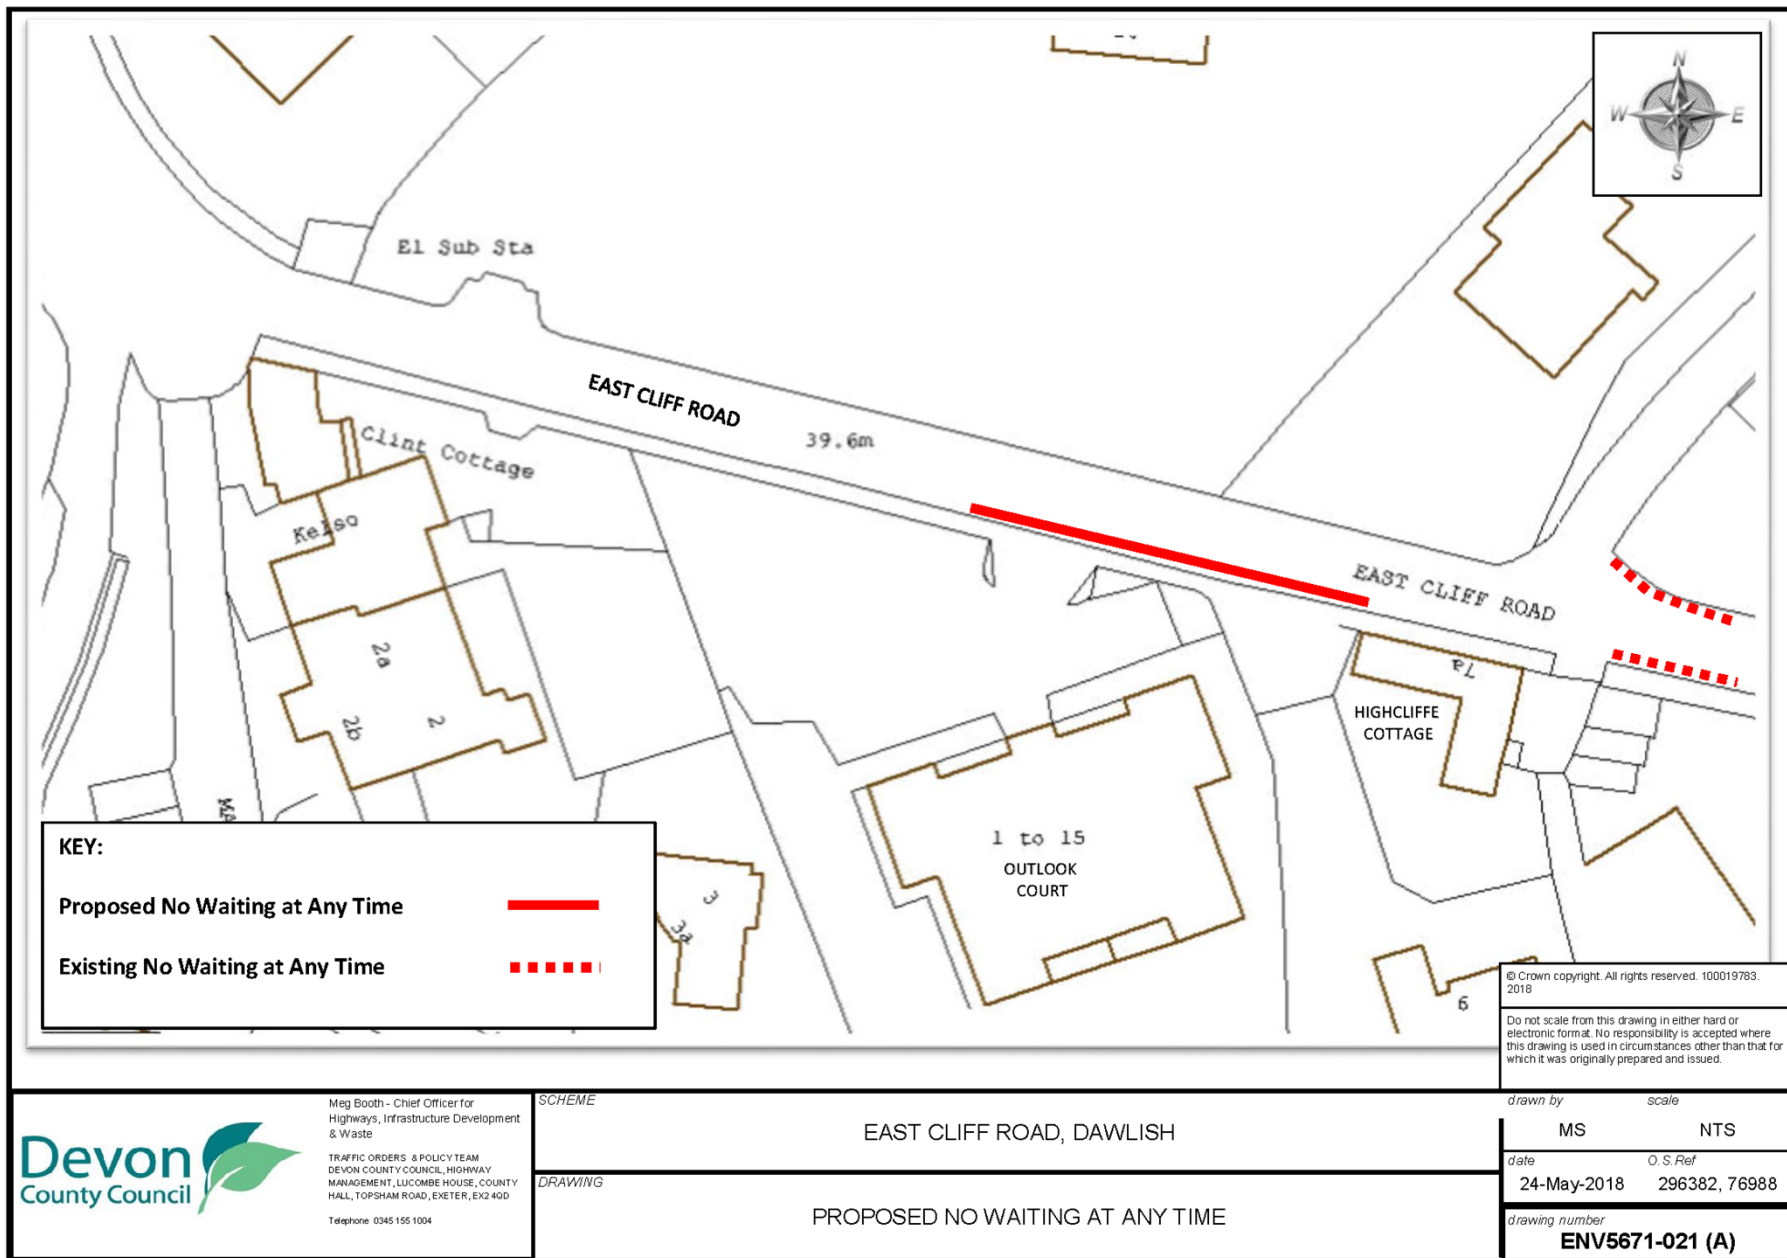 N
W E
S
El Sub Sta
EAST CLIFF ROAD
39.6m
Clint Cottage
Kelso
EAST CLIFF ROAD
2a
2b
2
7a
HIGHCLIFFE
COTTAGE
MA
1 to 15
OUTLOOK
COURT
3
3a
6
KEY:
Proposed No Waiting at Any Time
Existing No Waiting at Any Time
© Crown copyright. All rights reserved. 100019783.
2018
Do not scale from this drawing in either hard or
electronic format. No responsibility is accepted where
this drawing is used in circumstances other than that for
which it was originally prepared and issued.
Devon
County Council
Meg Booth - Chief Officer for
Highways, Infrastructure Development
& Waste
TRAFFIC ORDERS & POLICY TEAM
DEVON COUNTY COUNCIL, HIGHWAY
MANAGEMENT, LUCOMBE HOUSE, COUNTY
HALL, TOPSHAM ROAD, EXETER, EX2 4QD
Telephone 0345 155 1004
SCHEME
EAST CLIFF ROAD, DAWLISH
DRAWING
PROPOSED NO WAITING AT ANY TIME
drawn by scale
MS NTS
date O.S.Ref
24-May-2018 296382, 76988
drawing number
ENV5671-021 (A)